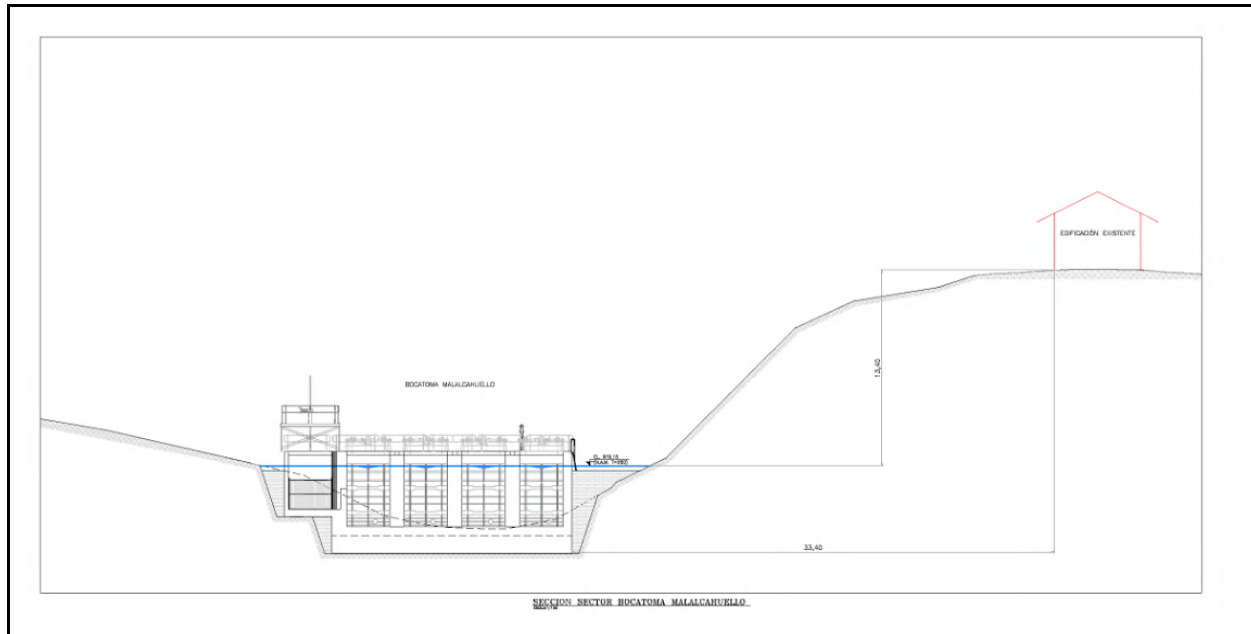 EDIFICACIÓN EXISTENTE
13,40
BOCATOMA MALALCAHUELLO
33,40
SECCION SECTOR BOCATOMA MALALCAHUELLO